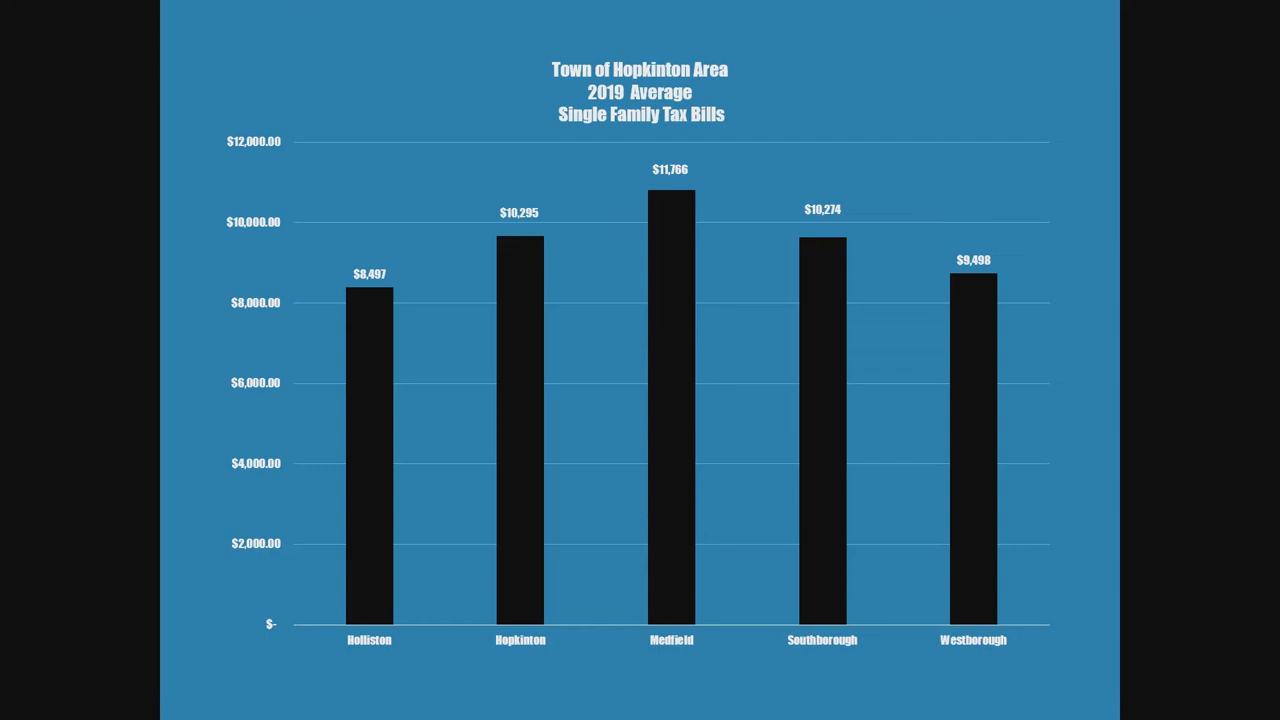 Town of Hopkinton Area
2019 Average
Single Family Tax Bills
$12,000.00
$10,000.00
$8,000.00
$6,000.00
$4,000.00
$2,000.00
$-
$8,497
$10,295
$11,766
$10,274
$9,498
Holliston
Hopkinton
Medfield
Southborough
Westborough